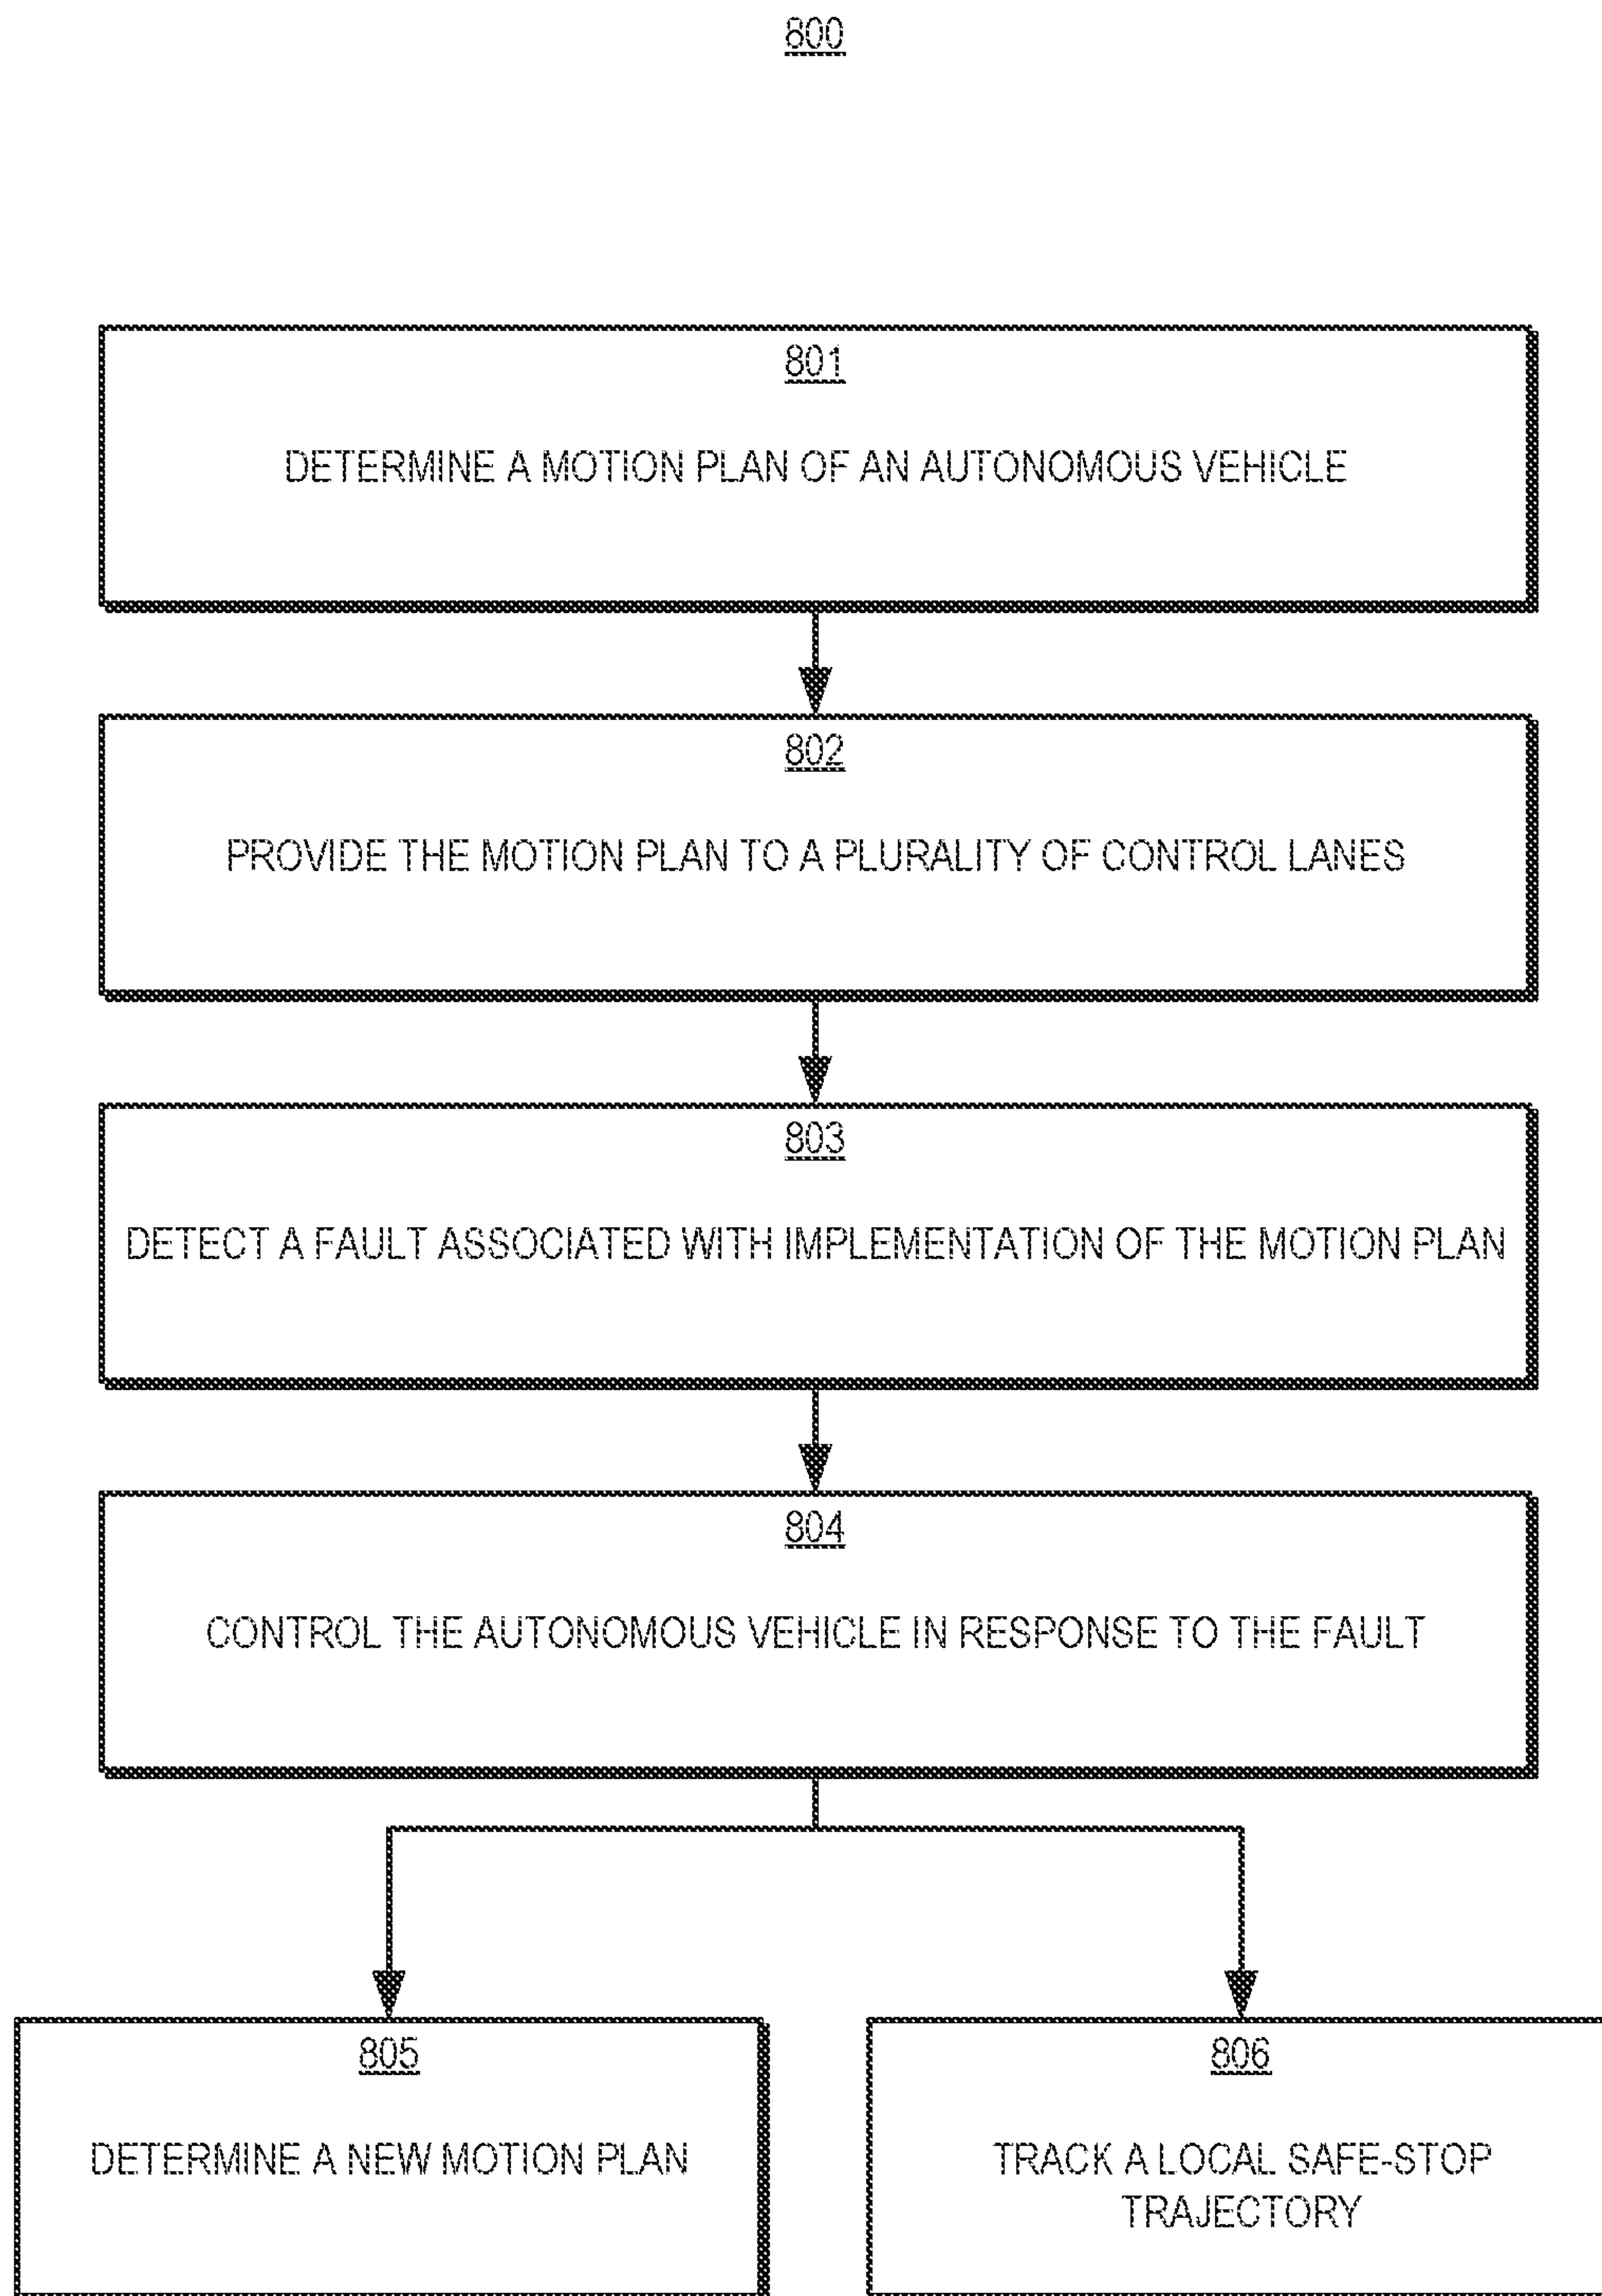 800
801
DETERMINE A MOTION PLAN OF AN AUTONOMOUS VEHICLE
802
PROVIDE THE MOTION PLAN TO A PLURALITY OF CONTROL LANES
803
DETECT A FAULT ASSOCIATED WITH IMPLEMENTATION OF THE MOTION PLAN
804
CONTROL THE AUTONOMOUS VEHICLE IN RESPONSE TO THE FAULT
805
DETERMINE A NEW MOTION PLAN
806
TRACK A LOCAL SAFE-STOP
TRAJECTORY